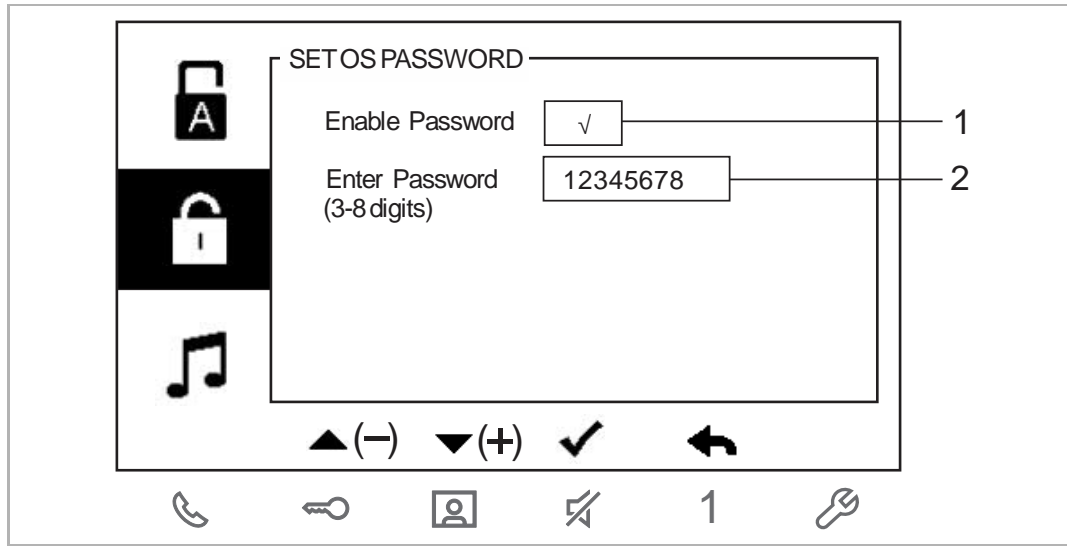 SET OS PASSWORD
A
Enable Password √ 1
Enter Password 12345678 2
(3-8 digits)
(−) (+)
1